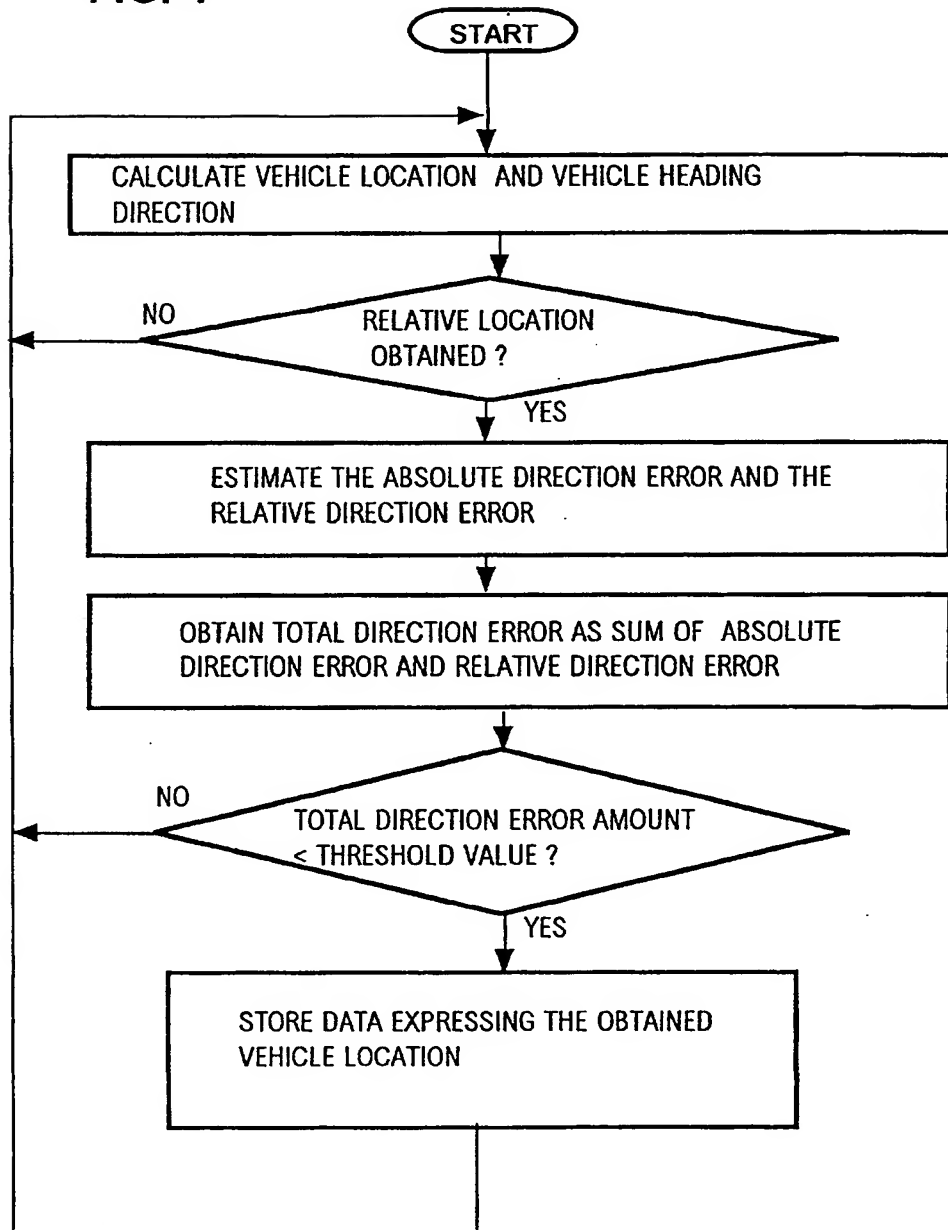 START
CALCULATE VEHICLE LOCATION AND VEHICLE HEADING
DIRECTION
NO
RELATIVE LOCATION
OBTAINED ?
YES
ESTIMATE THE ABSOLUTE DIRECTION ERROR AND THE
RELATIVE DIRECTION ERROR
OBTAIN TOTAL DIRECTION ERROR AS SUM OF ABSOLUTE
DIRECTION ERROR AND RELATIVE DIRECTION ERROR
NO
TOTAL DIRECTION ERROR AMOUNT
< THRESHOLD VALUE ?
YES
STORE DATA EXPRESSING THE OBTAINED
VEHICLE LOCATION